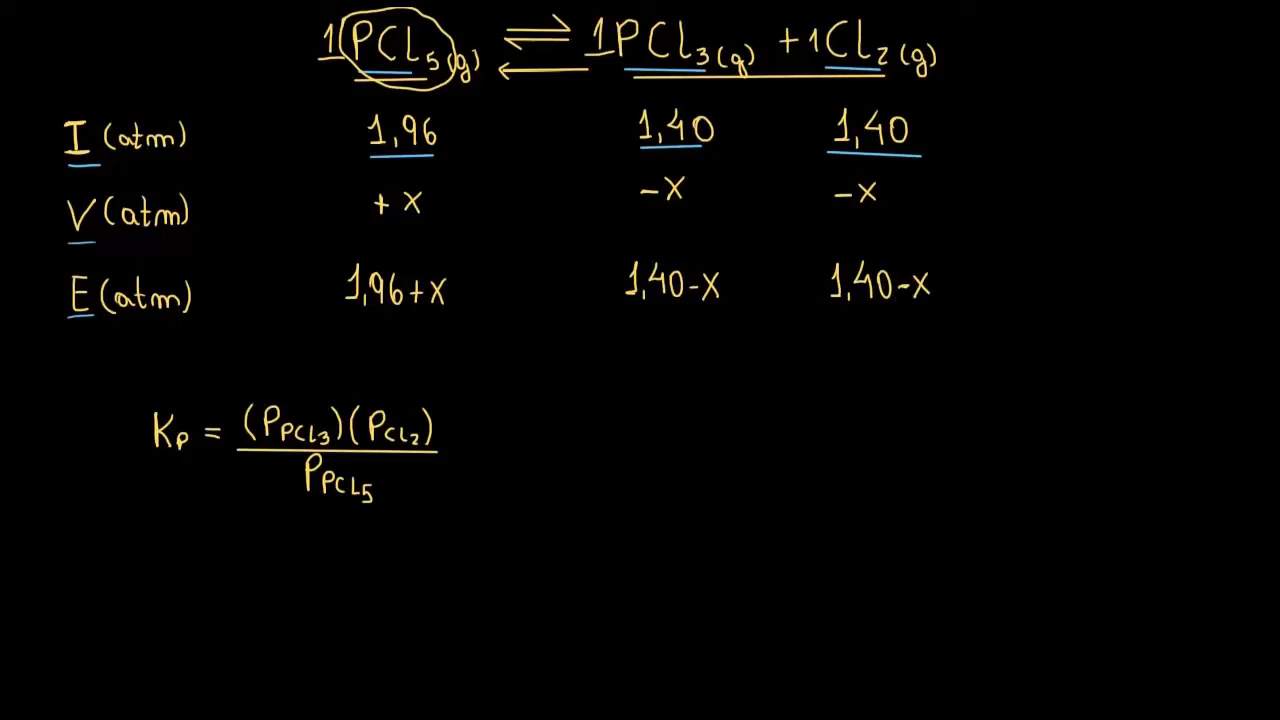 1PCL5(g) ⇌ 1PCl3(g) + 1Cl2(g)
I (atm) 1,96 1,40 1,40
V (atm) + x -x -x
E (atm) 1,96+x 1,40-x 1,40-x
Kp = (PPCL3)(PCL2)
PPCL5